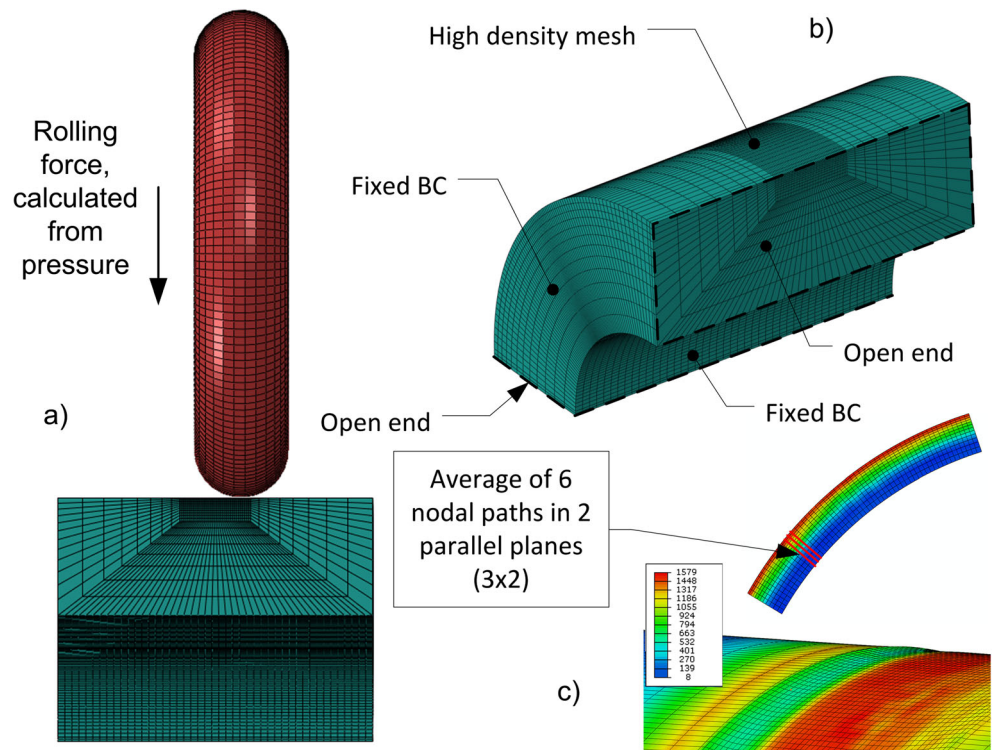 High density mesh
b)
Rolling
force,
calculated
from
pressure
Fixed BC
Open end
Fixed BC
Open end
a)
Average of 6
nodal paths in 2
parallel planes
(3x2)
1579
1448
1317
1186
1055
924
794
663
532
401
270
139
8
c)